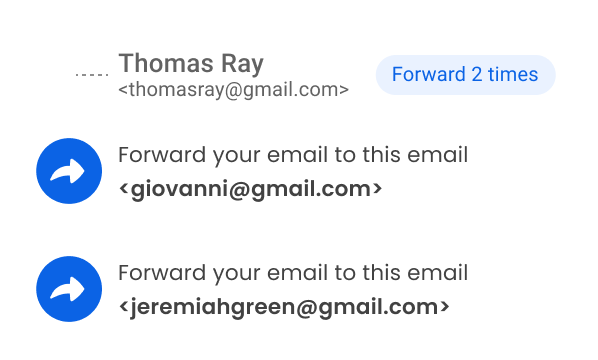 Thomas Ray
<thomasray@gmail.com>
Forward 2 times
Forward your email to this email
<giovanni@gmail.com>
Forward your email to this email
<jeremiahgreen@gmail.com>